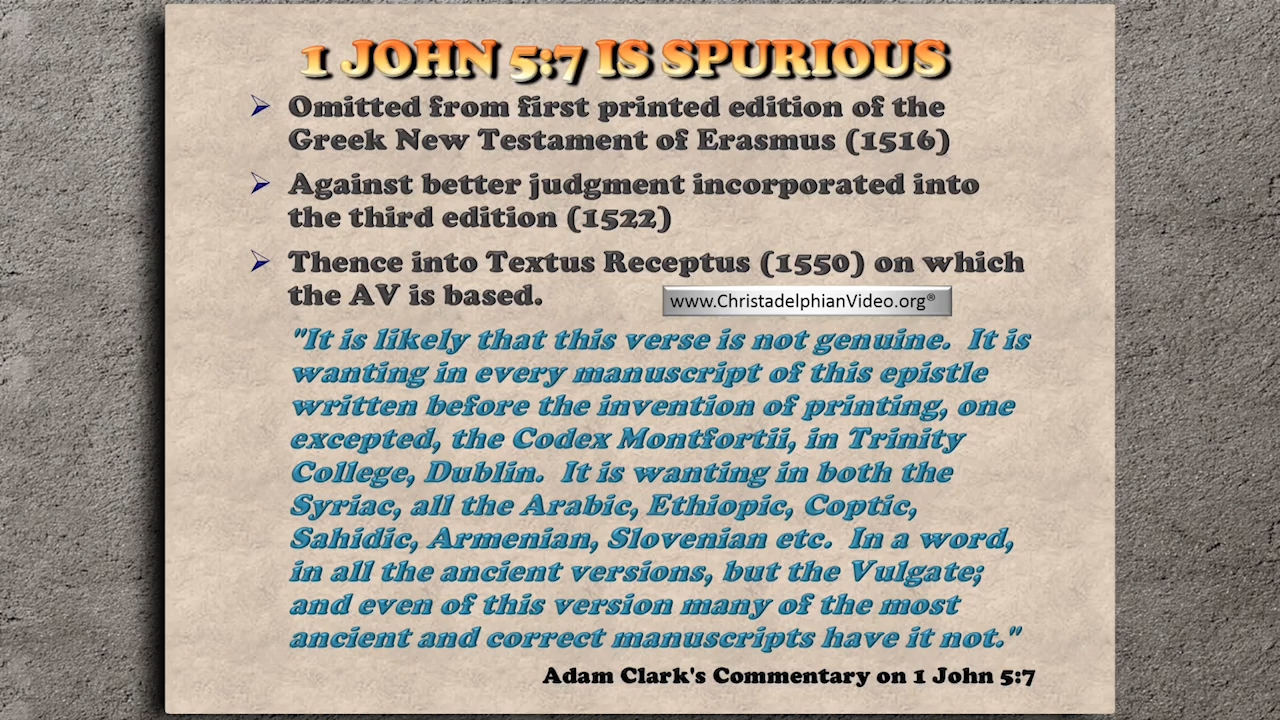 1 JOHN 5:7 IS SPURIOUS
Omitted from first printed edition of the
Greek New Testament of Erasmus (1516)
Against better judgment incorporated into
the third edition (1522)
Thence into Textus Receptus (1550) on which
the AV is based.
www.ChristadelphianVideo.org®
"It is likely that this verse is not genuine. It is
wanting in every manuscript of this epistle
written before the invention of printing, one
excepted, the Codex Montfortii, in Trinity
College, Dublin. It is wanting in both the
Syriac, all the Arabic, Ethiopic, Coptic,
Sahidic, Armenian, Slovenian etc. In a word,
in all the ancient versions, but the Vulgate;
and even of this version many of the most
ancient and correct manuscripts have it not."
Adam Clark's Commentary on 1 John 5:7